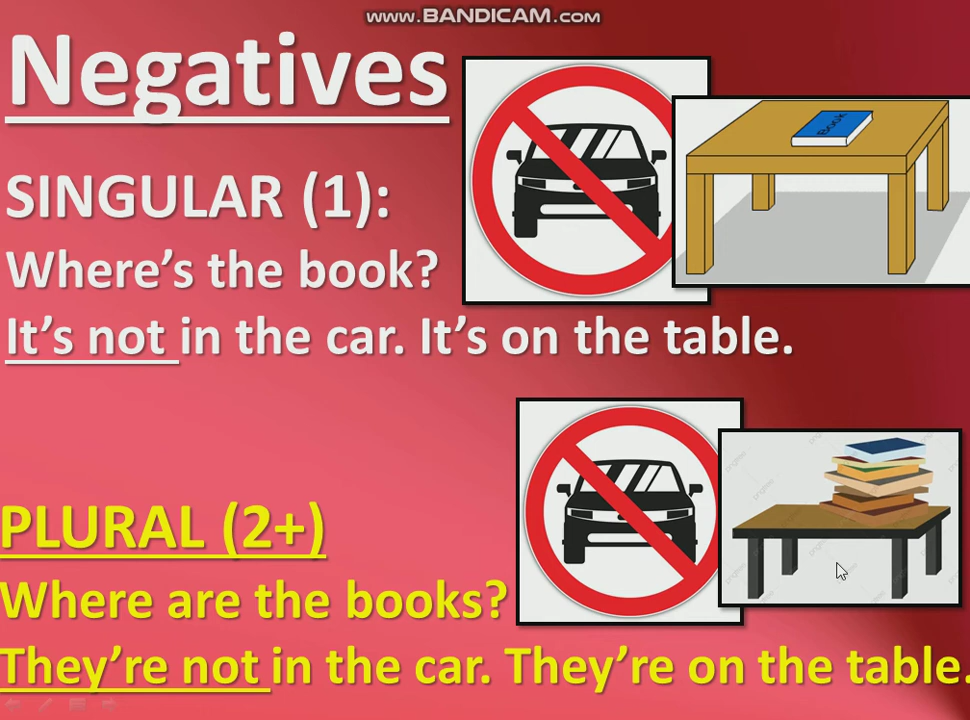 www.BANDICAM.com
Negatives
SINGULAR (1):
Where's the book?
It's not in the car. It's on the table.
Book
PLURAL (2+)
Where are the books?
They're not in the car. They're on the table.